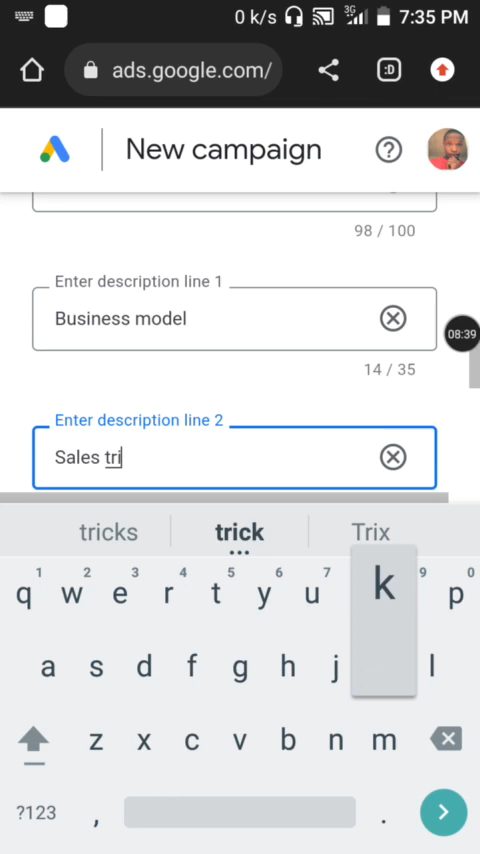 0 k/s 3G 7:35 PM
ads.google.com/ :D
New campaign
98 / 100
Enter description line 1
Business model
08:39
14 / 35
Enter description line 2
Sales tri
tricks trick Trix
1 2 3 4 5 6 7 9 0
q w e r t y u k p
a s d f g h j l
z x c v b n m
?123 , .